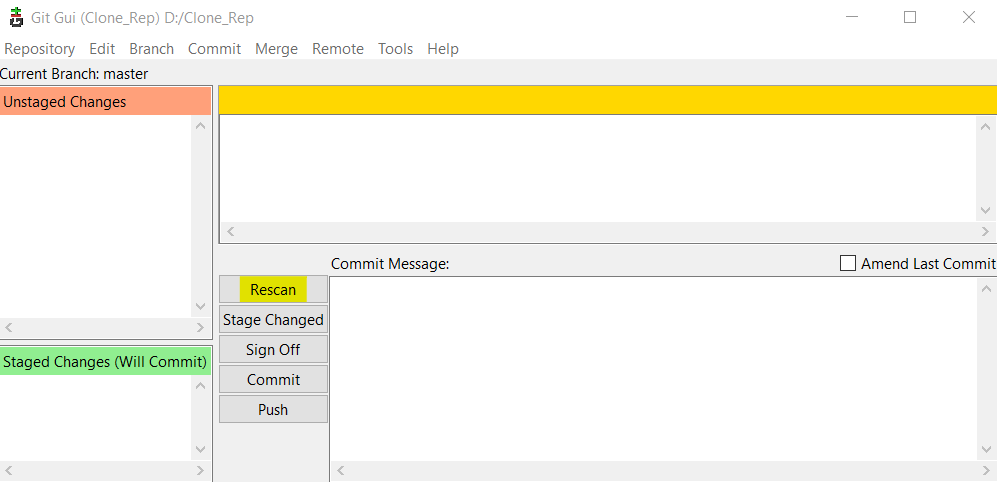 Git Gui (Clone_Rep) D:/Clone_Rep
Repository Edit Branch Commit Merge Remote Tools Help
Current Branch: master
Unstaged Changes
Staged Changes (Will Commit)
Commit Message:
Amend Last Commit
Rescan
Stage Changed
Sign Off
Commit
Push